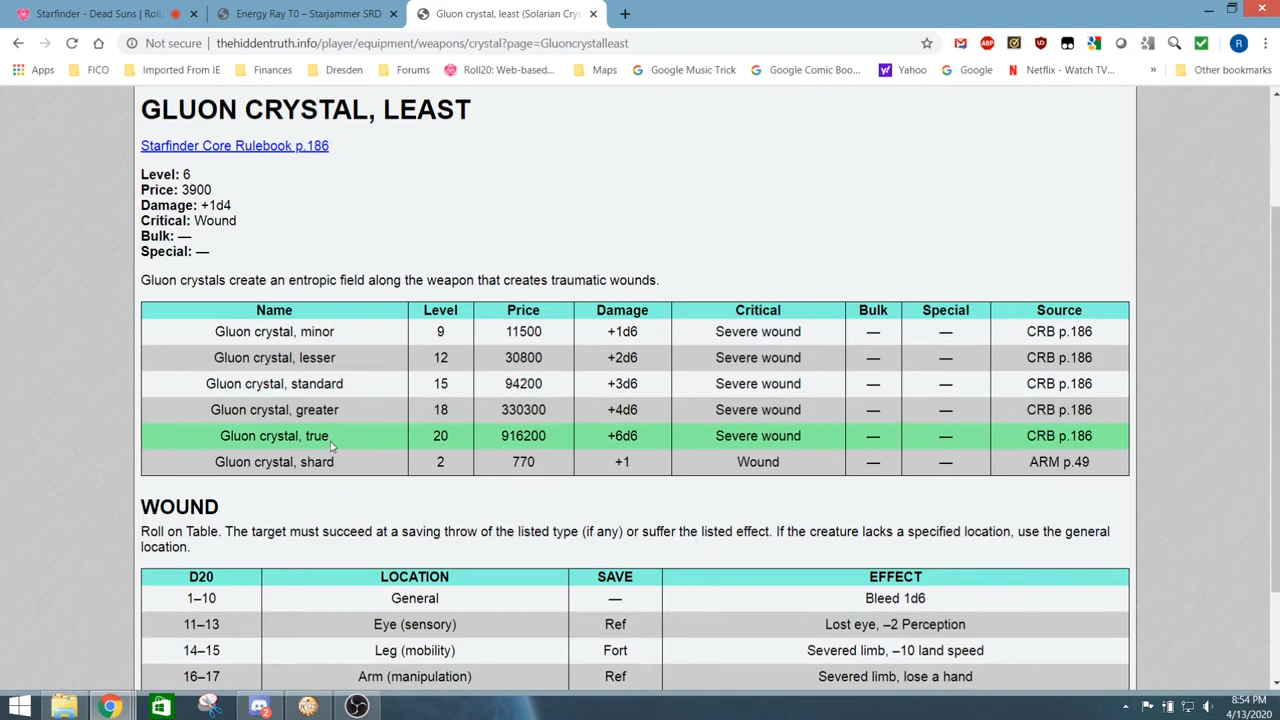 Starfinder - Dead Suns | Roll
Energy Ray T0 – Starjammer SRD
Gluon crystal, least (Solarian Crys
Not secure | thehiddentruth.info/player/equipment/weapons/crystal?page=Gluoncrystalleast
Apps FICO Imported From IE Finances Dresden Forums Roll20: Web-based... Maps Google Music Trick Google Comic Boo... Yahoo Google Netflix - Watch TV... » Other bookmarks
GLUON CRYSTAL, LEAST
Starfinder Core Rulebook p.186
Level: 6
Price: 3900
Damage: +1d4
Critical: Wound
Bulk: —
Special: —
Gluon crystals create an entropic field along the weapon that creates traumatic wounds.
Name Level Price Damage Critical Bulk Special Source
Gluon crystal, minor 9 11500 +1d6 Severe wound — — CRB p.186
Gluon crystal, lesser 12 30800 +2d6 Severe wound — — CRB p.186
Gluon crystal, standard 15 94200 +3d6 Severe wound — — CRB p.186
Gluon crystal, greater 18 330300 +4d6 Severe wound — — CRB p.186
Gluon crystal, true 20 916200 +6d6 Severe wound — — CRB p.186
Gluon crystal, shard 2 770 +1 Wound — — ARM p.49
WOUND
Roll on Table. The target must succeed at a saving throw of the listed type (if any) or suffer the listed effect. If the creature lacks a specified location, use the general
location.
D20 LOCATION SAVE EFFECT
1–10 General — Bleed 1d6
11–13 Eye (sensory) Ref Lost eye, –2 Perception
14–15 Leg (mobility) Fort Severed limb, –10 land speed
16–17 Arm (manipulation) Ref Severed limb, lose a hand
8:54 PM
4/13/2020